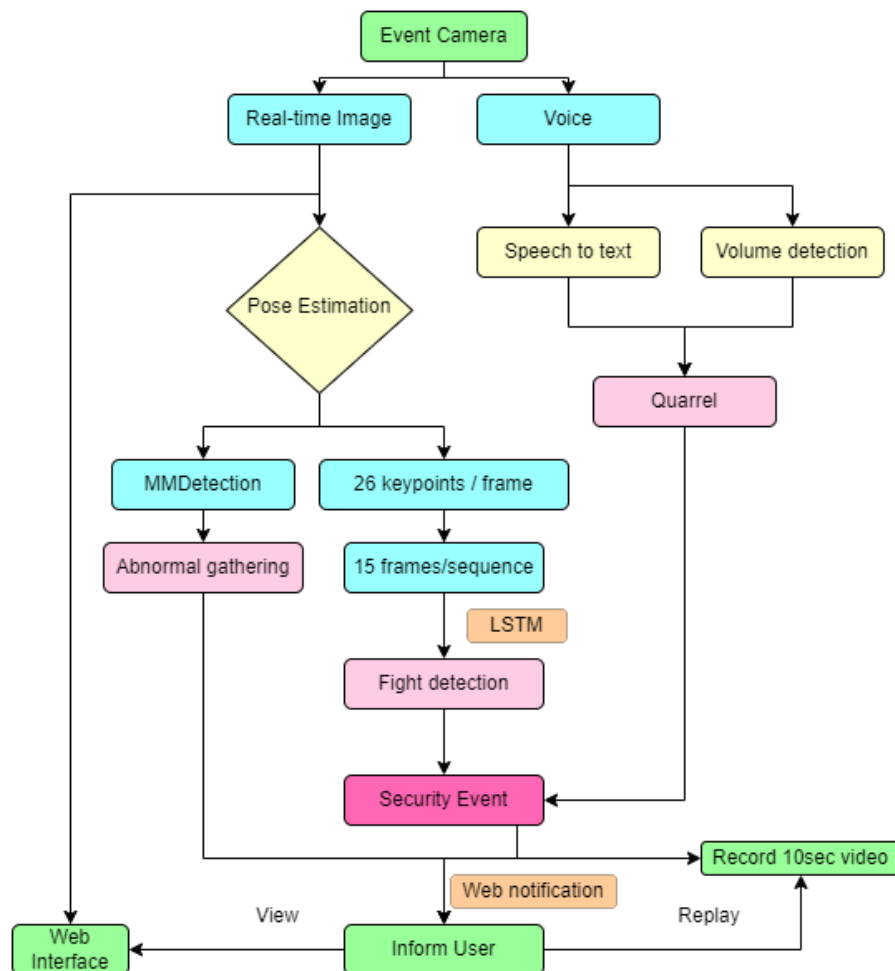 Event Camera
Real-time Image
Voice
Speech to text
Volume detection
Pose Estimation
Quarrel
MMDetection
26 keypoints / frame
Abnormal gathering
15 frames/sequence
LSTM
Fight detection
Security Event
Record 10sec video
Web notification
View
Replay
Web
Interface
Inform User